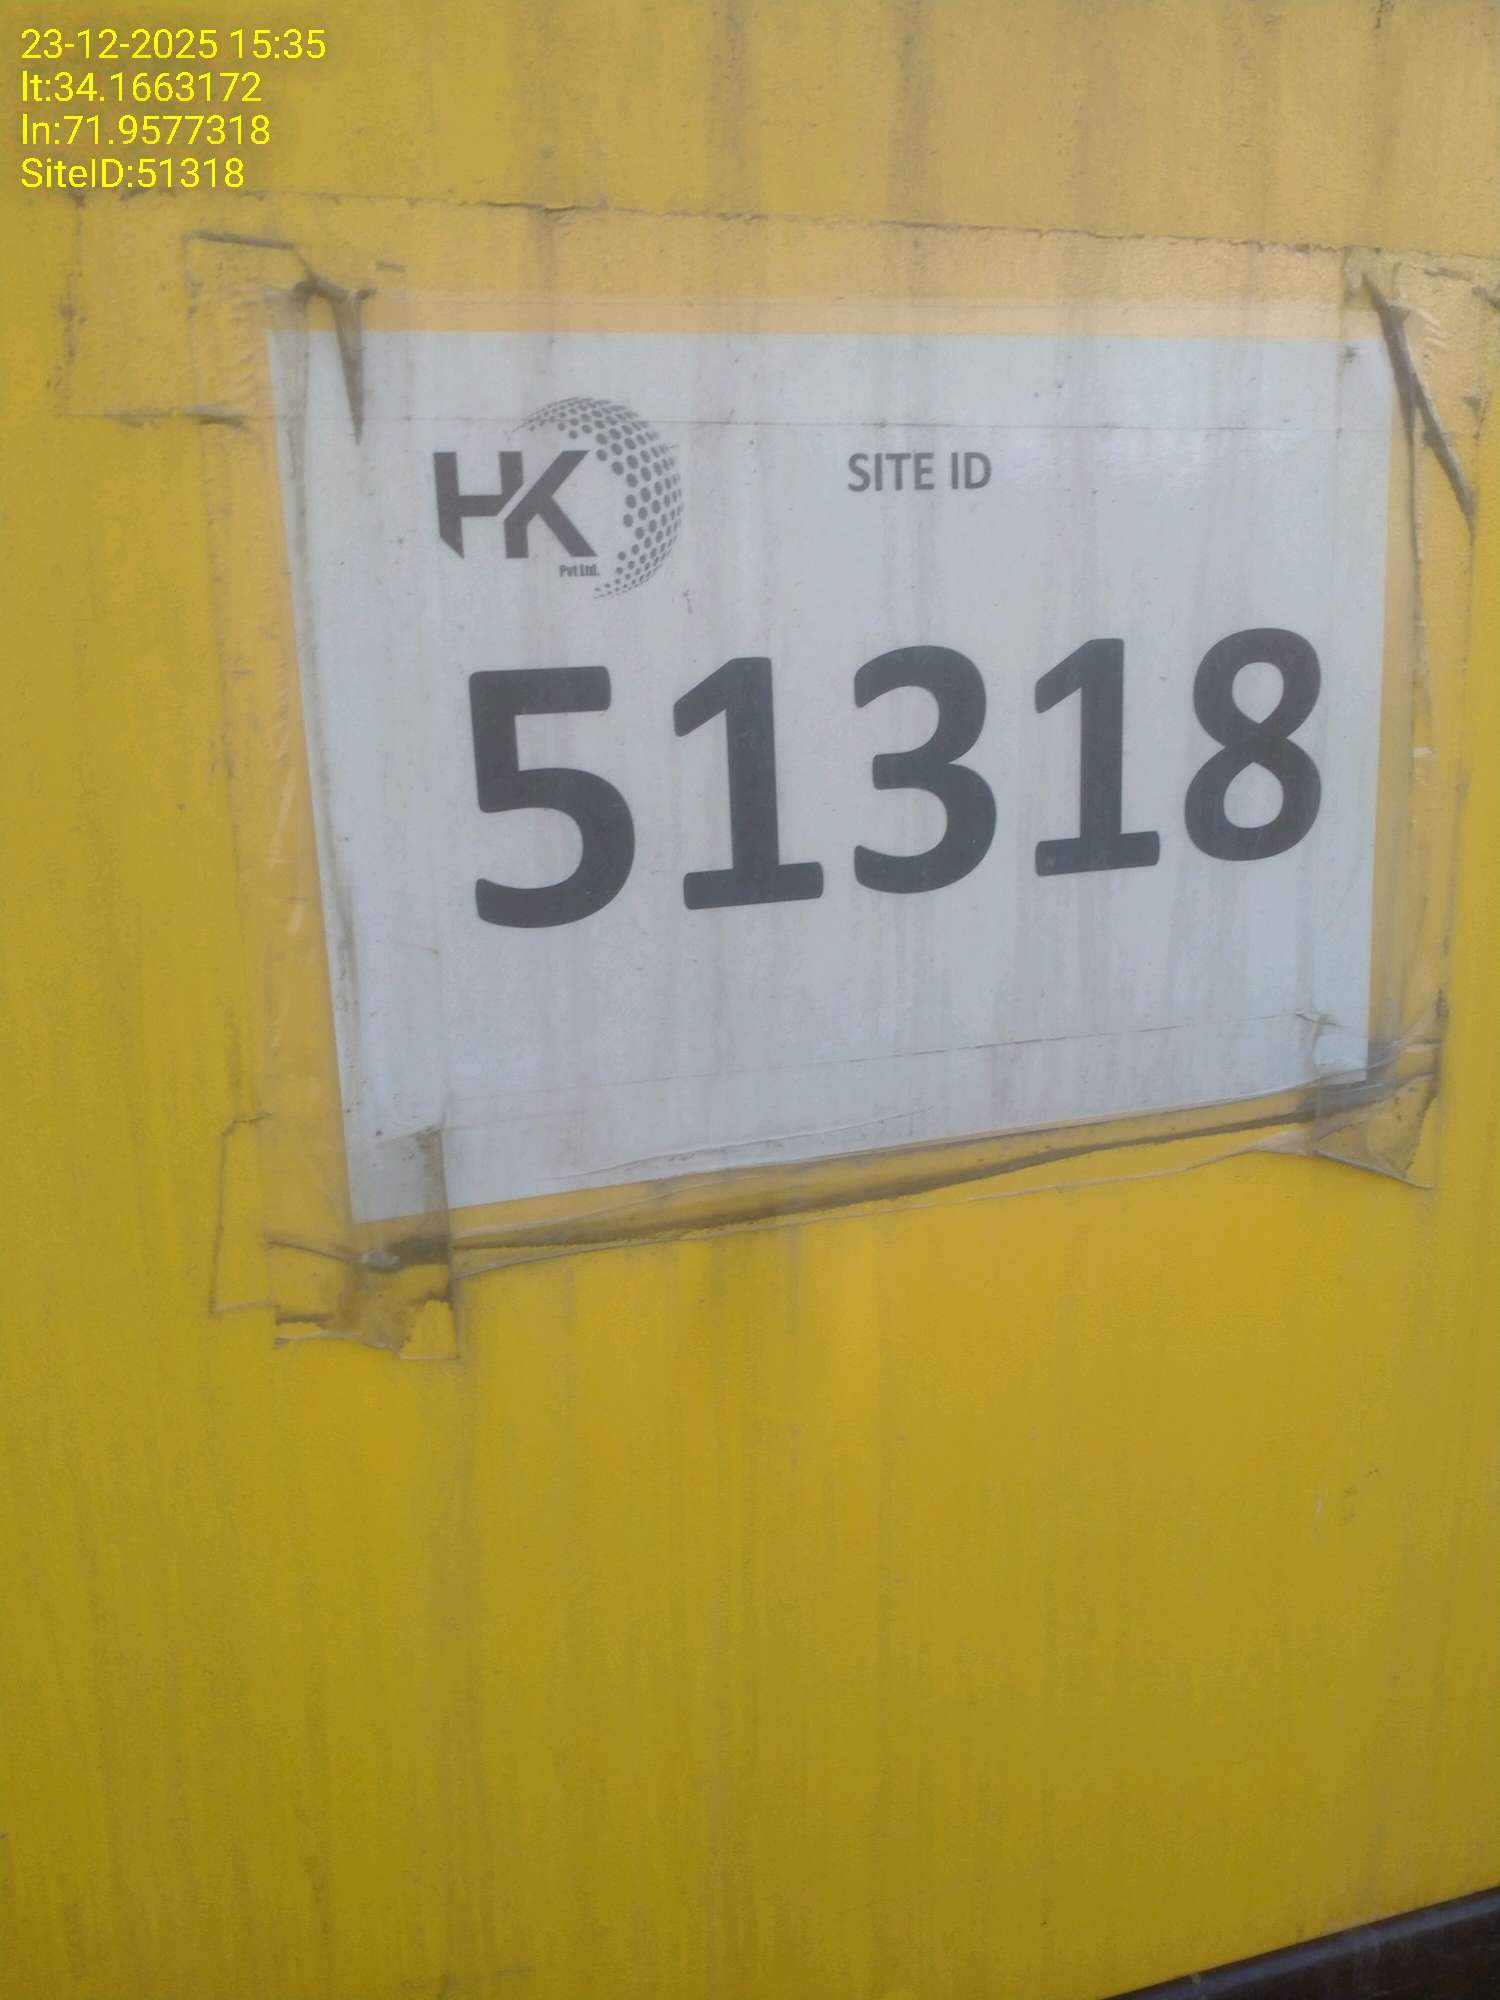 23-12-2025 15:35
lt:34.1663172
ln:71.9577318
SiteID:51318
HK
Pvt Ltd.
SITE ID
51318